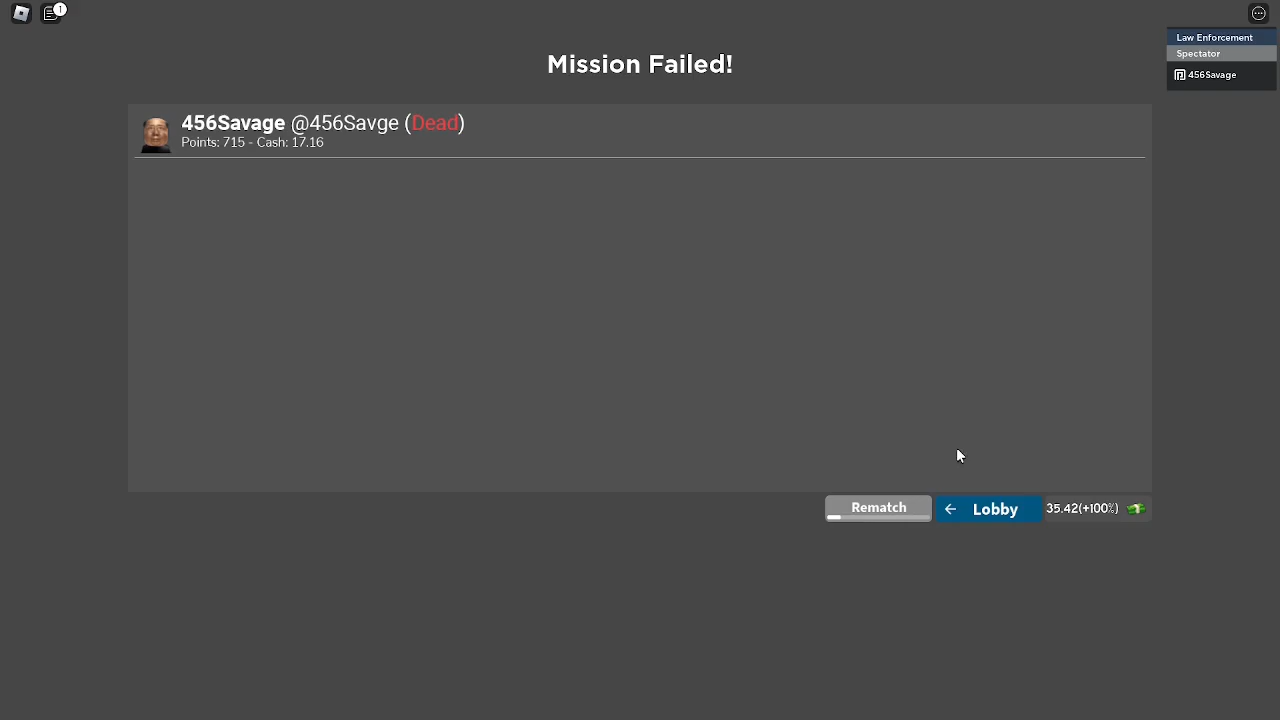 1
Law Enforcement
Spectator
456Savage
Mission Failed!
456Savage @456Savge (Dead)
Points: 715 - Cash: 17.16
Rematch
Lobby
35.42(+100%)